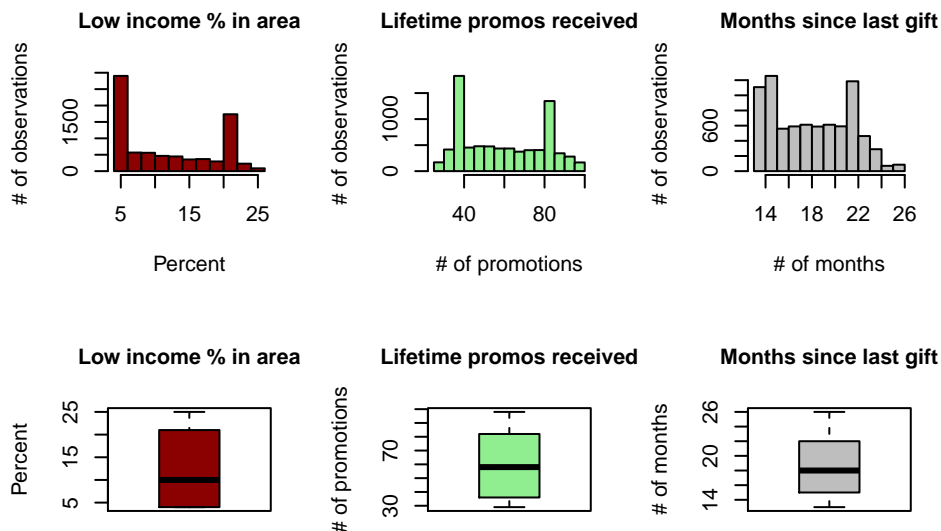 Low income % in area
# of observations
0
1500
5
15
25
Percent
Lifetime promos received
# of observations
0
1000
40
80
# of promotions
Months since last gift
# of observations
0
600
14
18
22
26
# of months
Low income % in area
Percent
5
15
25
Lifetime promos received
# of promotions
30
70
Months since last gift
# of months
14
20
26